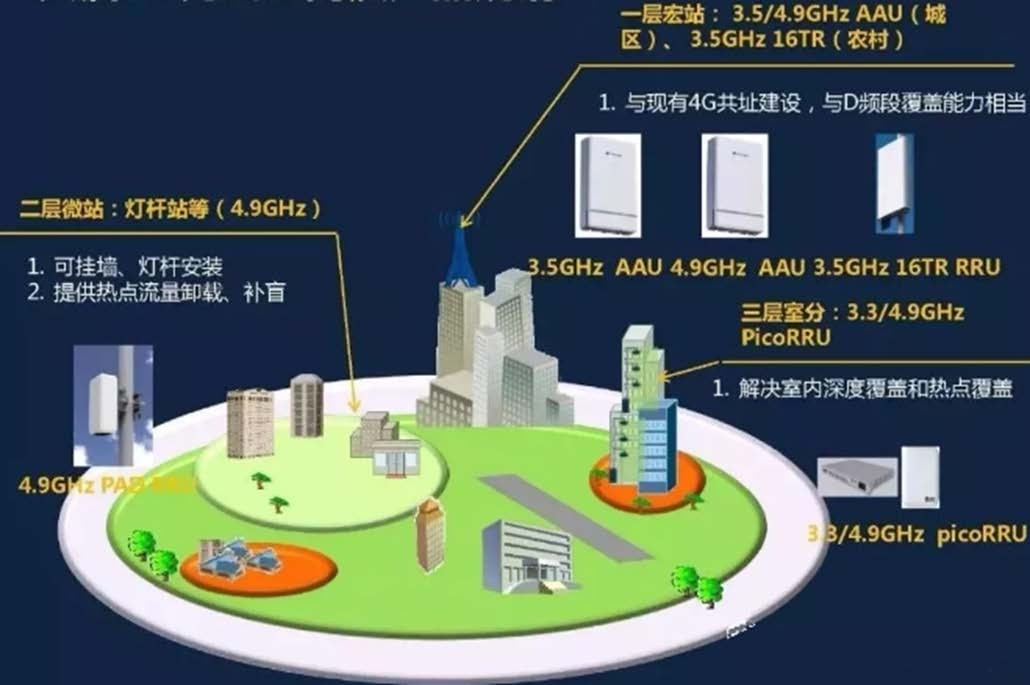 一层宏站：3.5/4.9GHz AAU（城
区）、3.5GHz 16TR（农村）
1. 与现有4G共址建设，与D频段覆盖能力相当
3.5GHz AAU 4.9GHz AAU 3.5GHz 16TR RRU
二层微站：灯杆站等（4.9GHz）
1. 可挂墙、灯杆安装
2. 提供热点流量卸载、补盲
4.9GHz PAD RRU
三层室分：3.3/4.9GHz
PicoRRU
1. 解决室内深度覆盖和热点覆盖
3.3/4.9GHz picoRRU